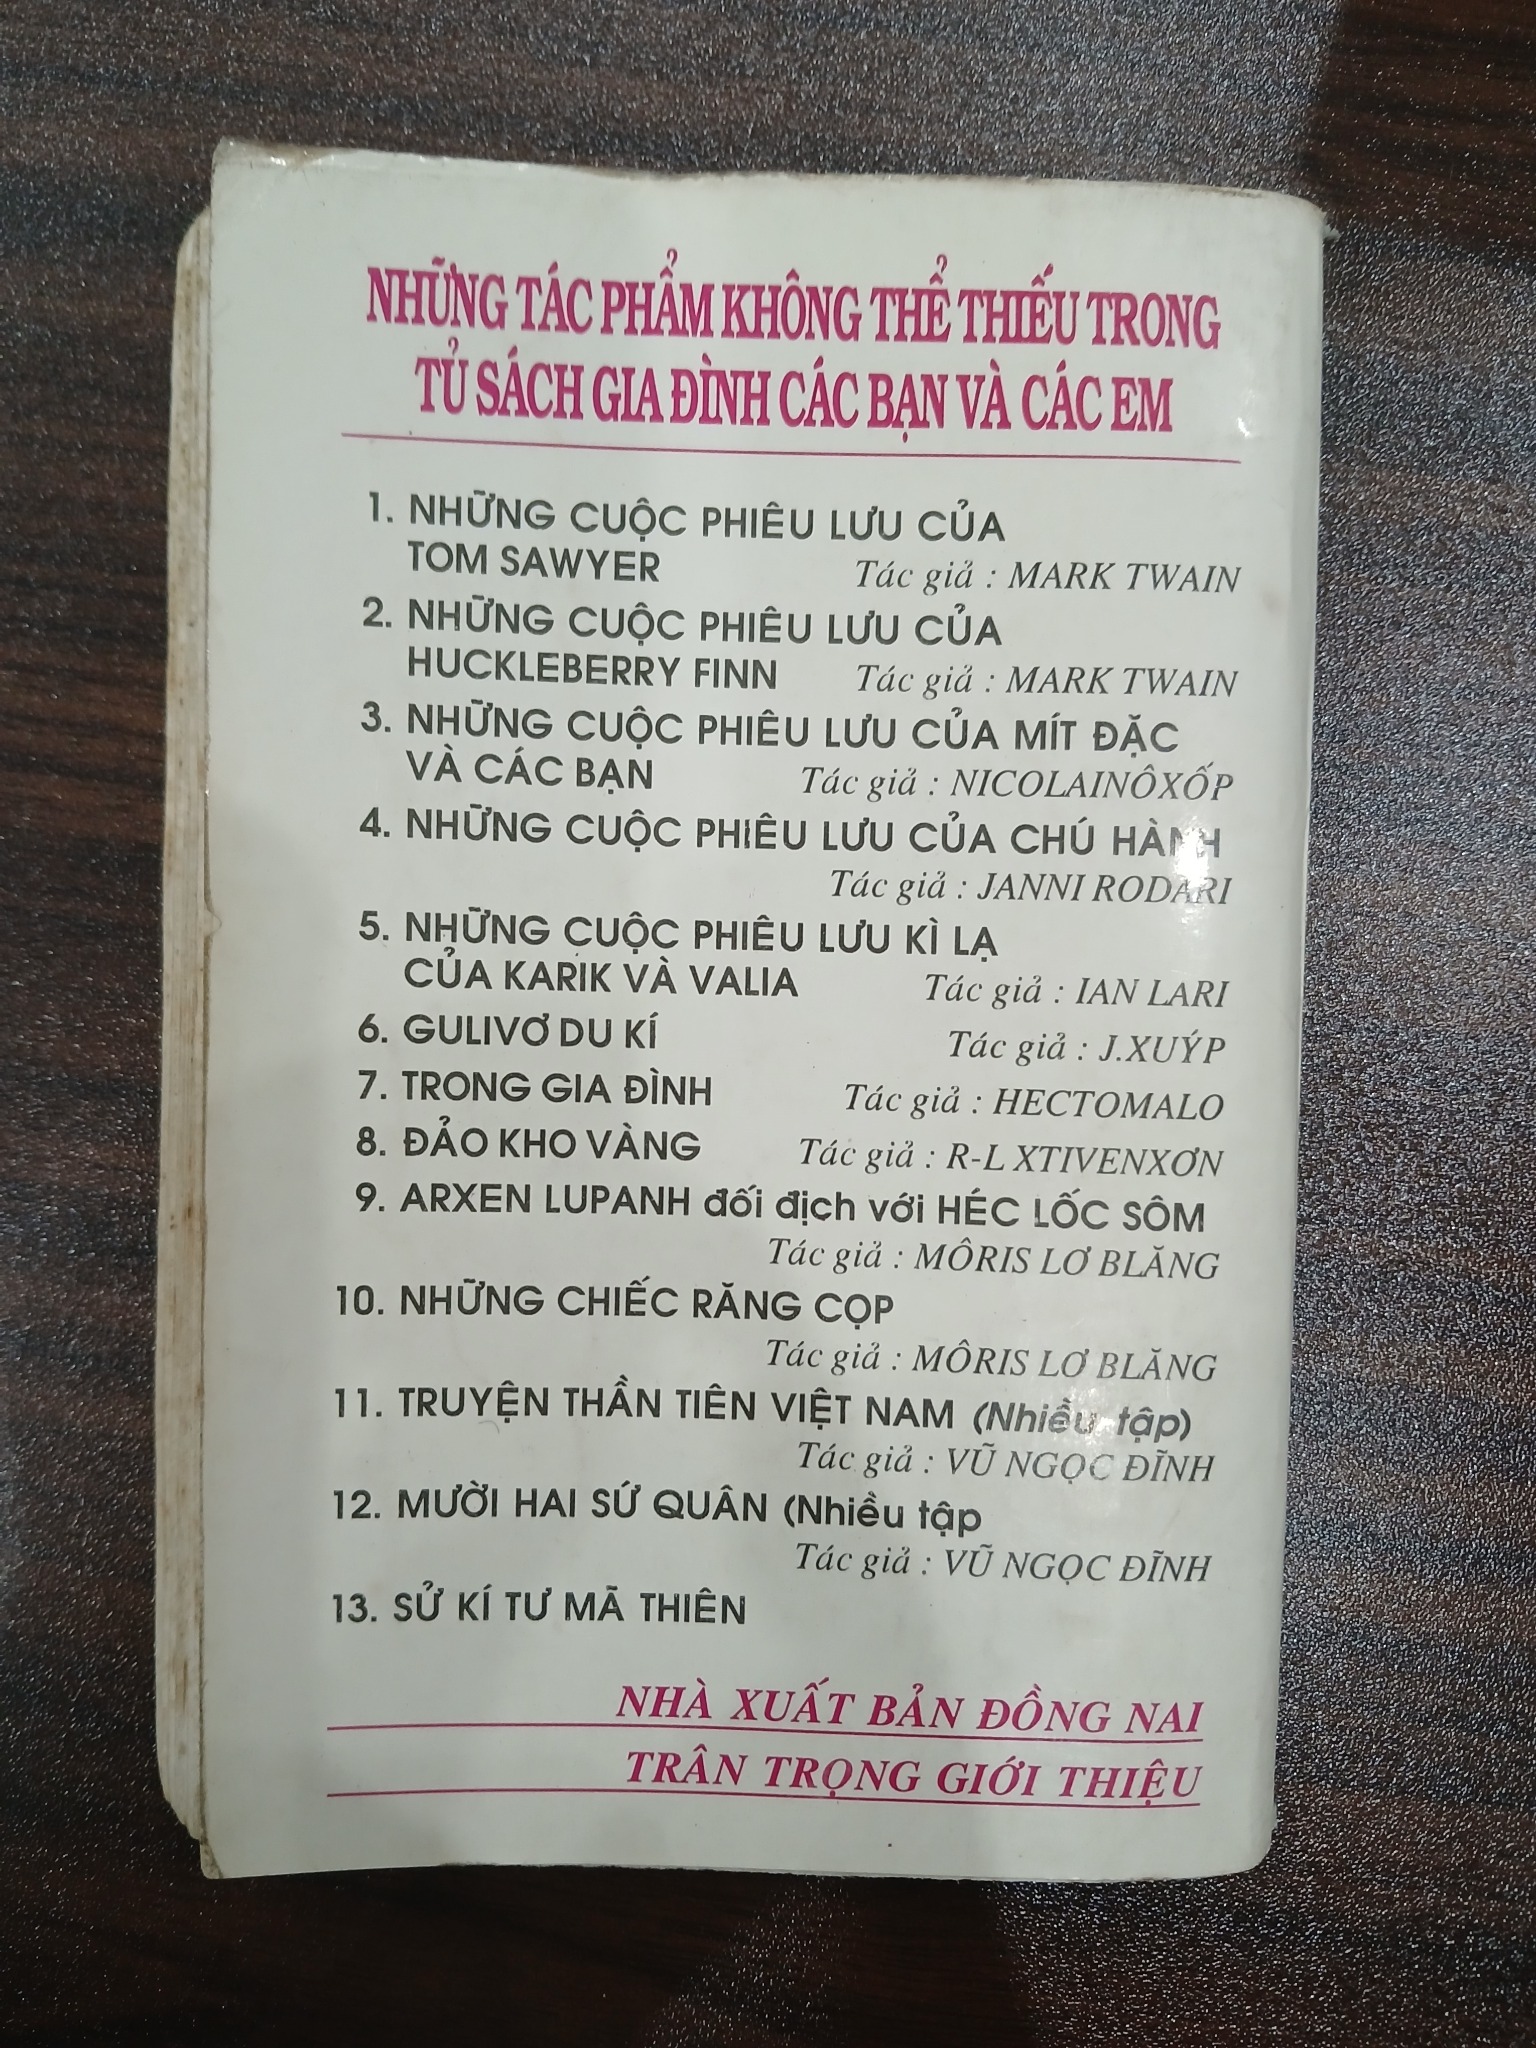 NHỮNG TÁC PHẨM KHÔNG THỂ THIẾU TRONG
TỦ SÁCH GIA ĐÌNH CÁC BẠN VÀ CÁC EM
1. NHỮNG CUỘC PHIÊU LƯU CỦA
TOM SAWYER Tác giả : MARK TWAIN
2. NHỮNG CUỘC PHIÊU LƯU CỦA
HUCKLEBERRY FINN Tác giả : MARK TWAIN
3. NHỮNG CUỘC PHIÊU LƯU CỦA MÍT ĐẶC
VÀ CÁC BẠN Tác giả : NICOLAINÔXỐP
4. NHỮNG CUỘC PHIÊU LƯU CỦA CHÚ HÀNH
Tác giả : JANNI RODARI
5. NHỮNG CUỘC PHIÊU LƯU KÌ LẠ
CỦA KARIK VÀ VALIA Tác giả : IAN LARI
6. GULIVƠ DU KÍ Tác giả : J.XUÝP
7. TRONG GIA ĐÌNH Tác giả : HECTOMALO
8. ĐẢO KHO VÀNG Tác giả : R-L XTIVENXƠN
9. ARXEN LUPANH đối địch với HÉC LỐC SÔM
Tác giả : MÔRIS LƠ BLĂNG
10. NHỮNG CHIẾC RĂNG CỌP
Tác giả : MÔRIS LƠ BLĂNG
11. TRUYỆN THẦN TIÊN VIỆT NAM (Nhiều tập)
Tác giả : VŨ NGỌC ĐĨNH
12. MƯỜI HAI SỨ QUÂN (Nhiều tập
Tác giả : VŨ NGỌC ĐĨNH
13. SỬ KÍ TƯ MÃ THIÊN
NHÀ XUẤT BẢN ĐỒNG NAI
TRÂN TRỌNG GIỚI THIỆU